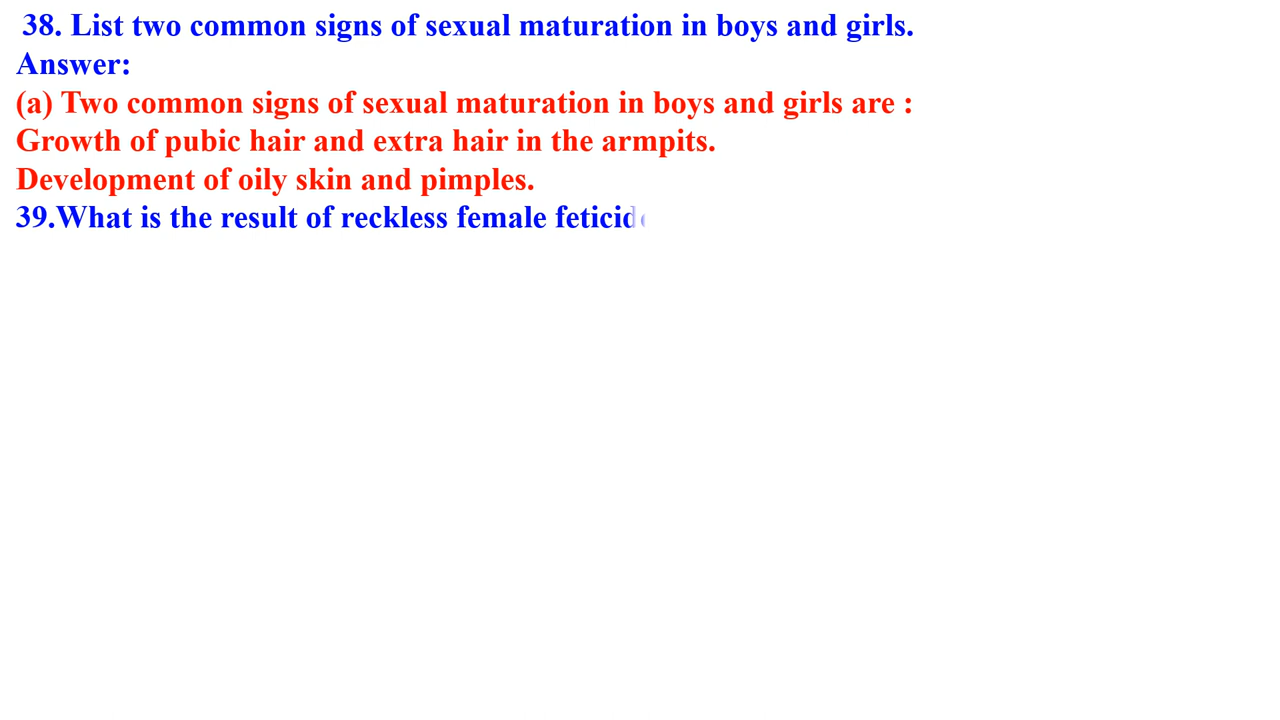 38. List two common signs of sexual maturation in boys and girls.
Answer:
(a) Two common signs of sexual maturation in boys and girls are :
Growth of pubic hair and extra hair in the armpits.
Development of oily skin and pimples.
39.What is the result of reckless female feticid